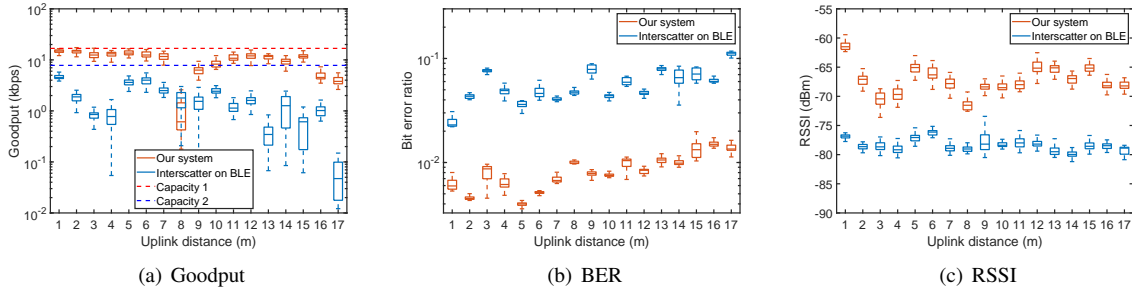 10^2
10^1
10^0
10^-1
10^-2
Goodput (kbps)
Our system
Interscatter on BLE
Capacity 1
Capacity 2
1 2 3 4 5 6 7 8 9 10 11 12 13 14 15 16 17
Uplink distance (m)
(a) Goodput
10^-1
10^-2
Bit error ratio
Our system
Interscatter on BLE
1 2 3 4 5 6 7 8 9 10 11 12 13 14 15 16 17
Uplink distance (m)
(b) BER
-55
-60
-65
-70
-75
-80
-85
-90
RSSI (dBm)
Our system
Interscatter on BLE
1 2 3 4 5 6 7 8 9 10 11 12 13 14 15 16 17
Uplink distance (m)
(c) RSSI